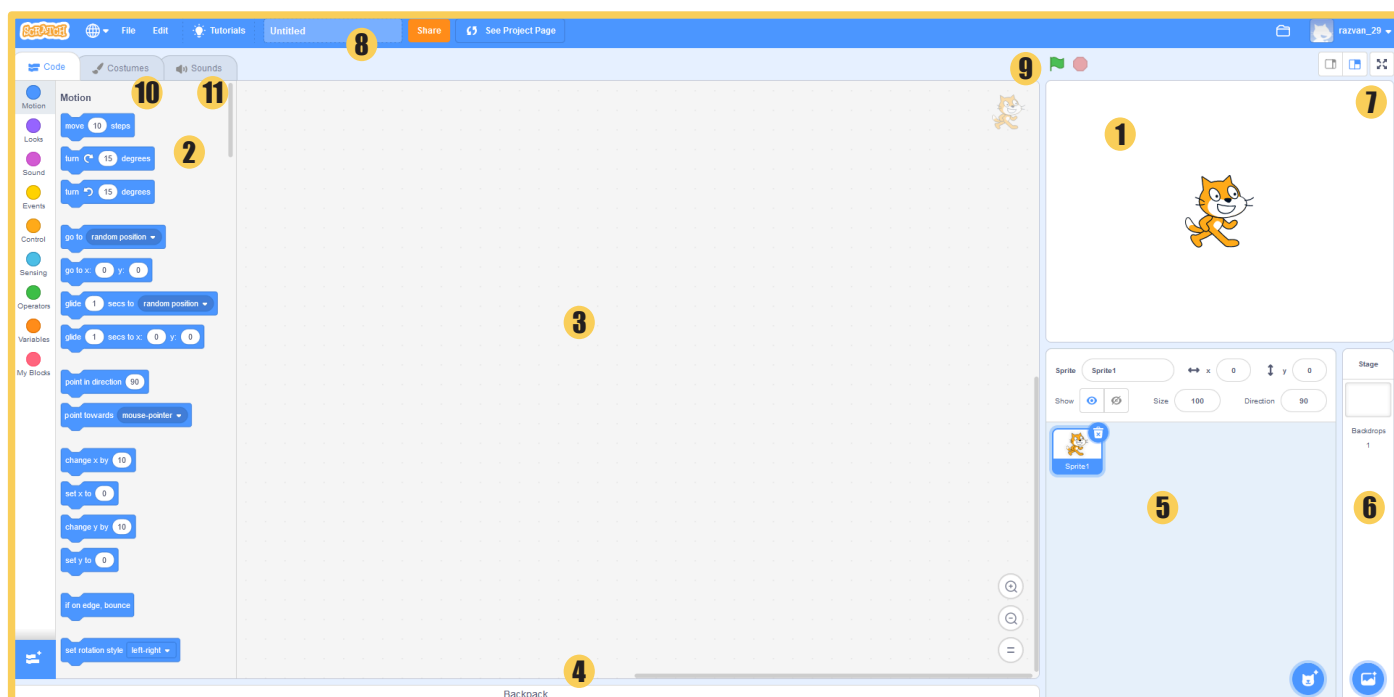 SCRATCH File Edit Tutorials Untitled Share See Project Page razvan_29
8
Code Costumes Sounds
9
10 11
7
Motion
Looks
Sound
Events
Control
Sensing
Operators
Variables
My Blocks
Motion
move 10 steps
2
turn 15 degrees
turn 15 degrees
go to random position
go to x: 0 y: 0
glide 1 secs to random position
glide 1 secs to x: 0 y: 0
point in direction 90
point towards mouse-pointer
change x by 10
set x to 0
change y by 10
set y to 0
if on edge, bounce
set rotation style left-right
3
=
4
Backpack
1
Sprite Sprite1 x 0 y 0
Show Size 100 Direction 90
Sprite1
5
Stage
Backdrops
1
6